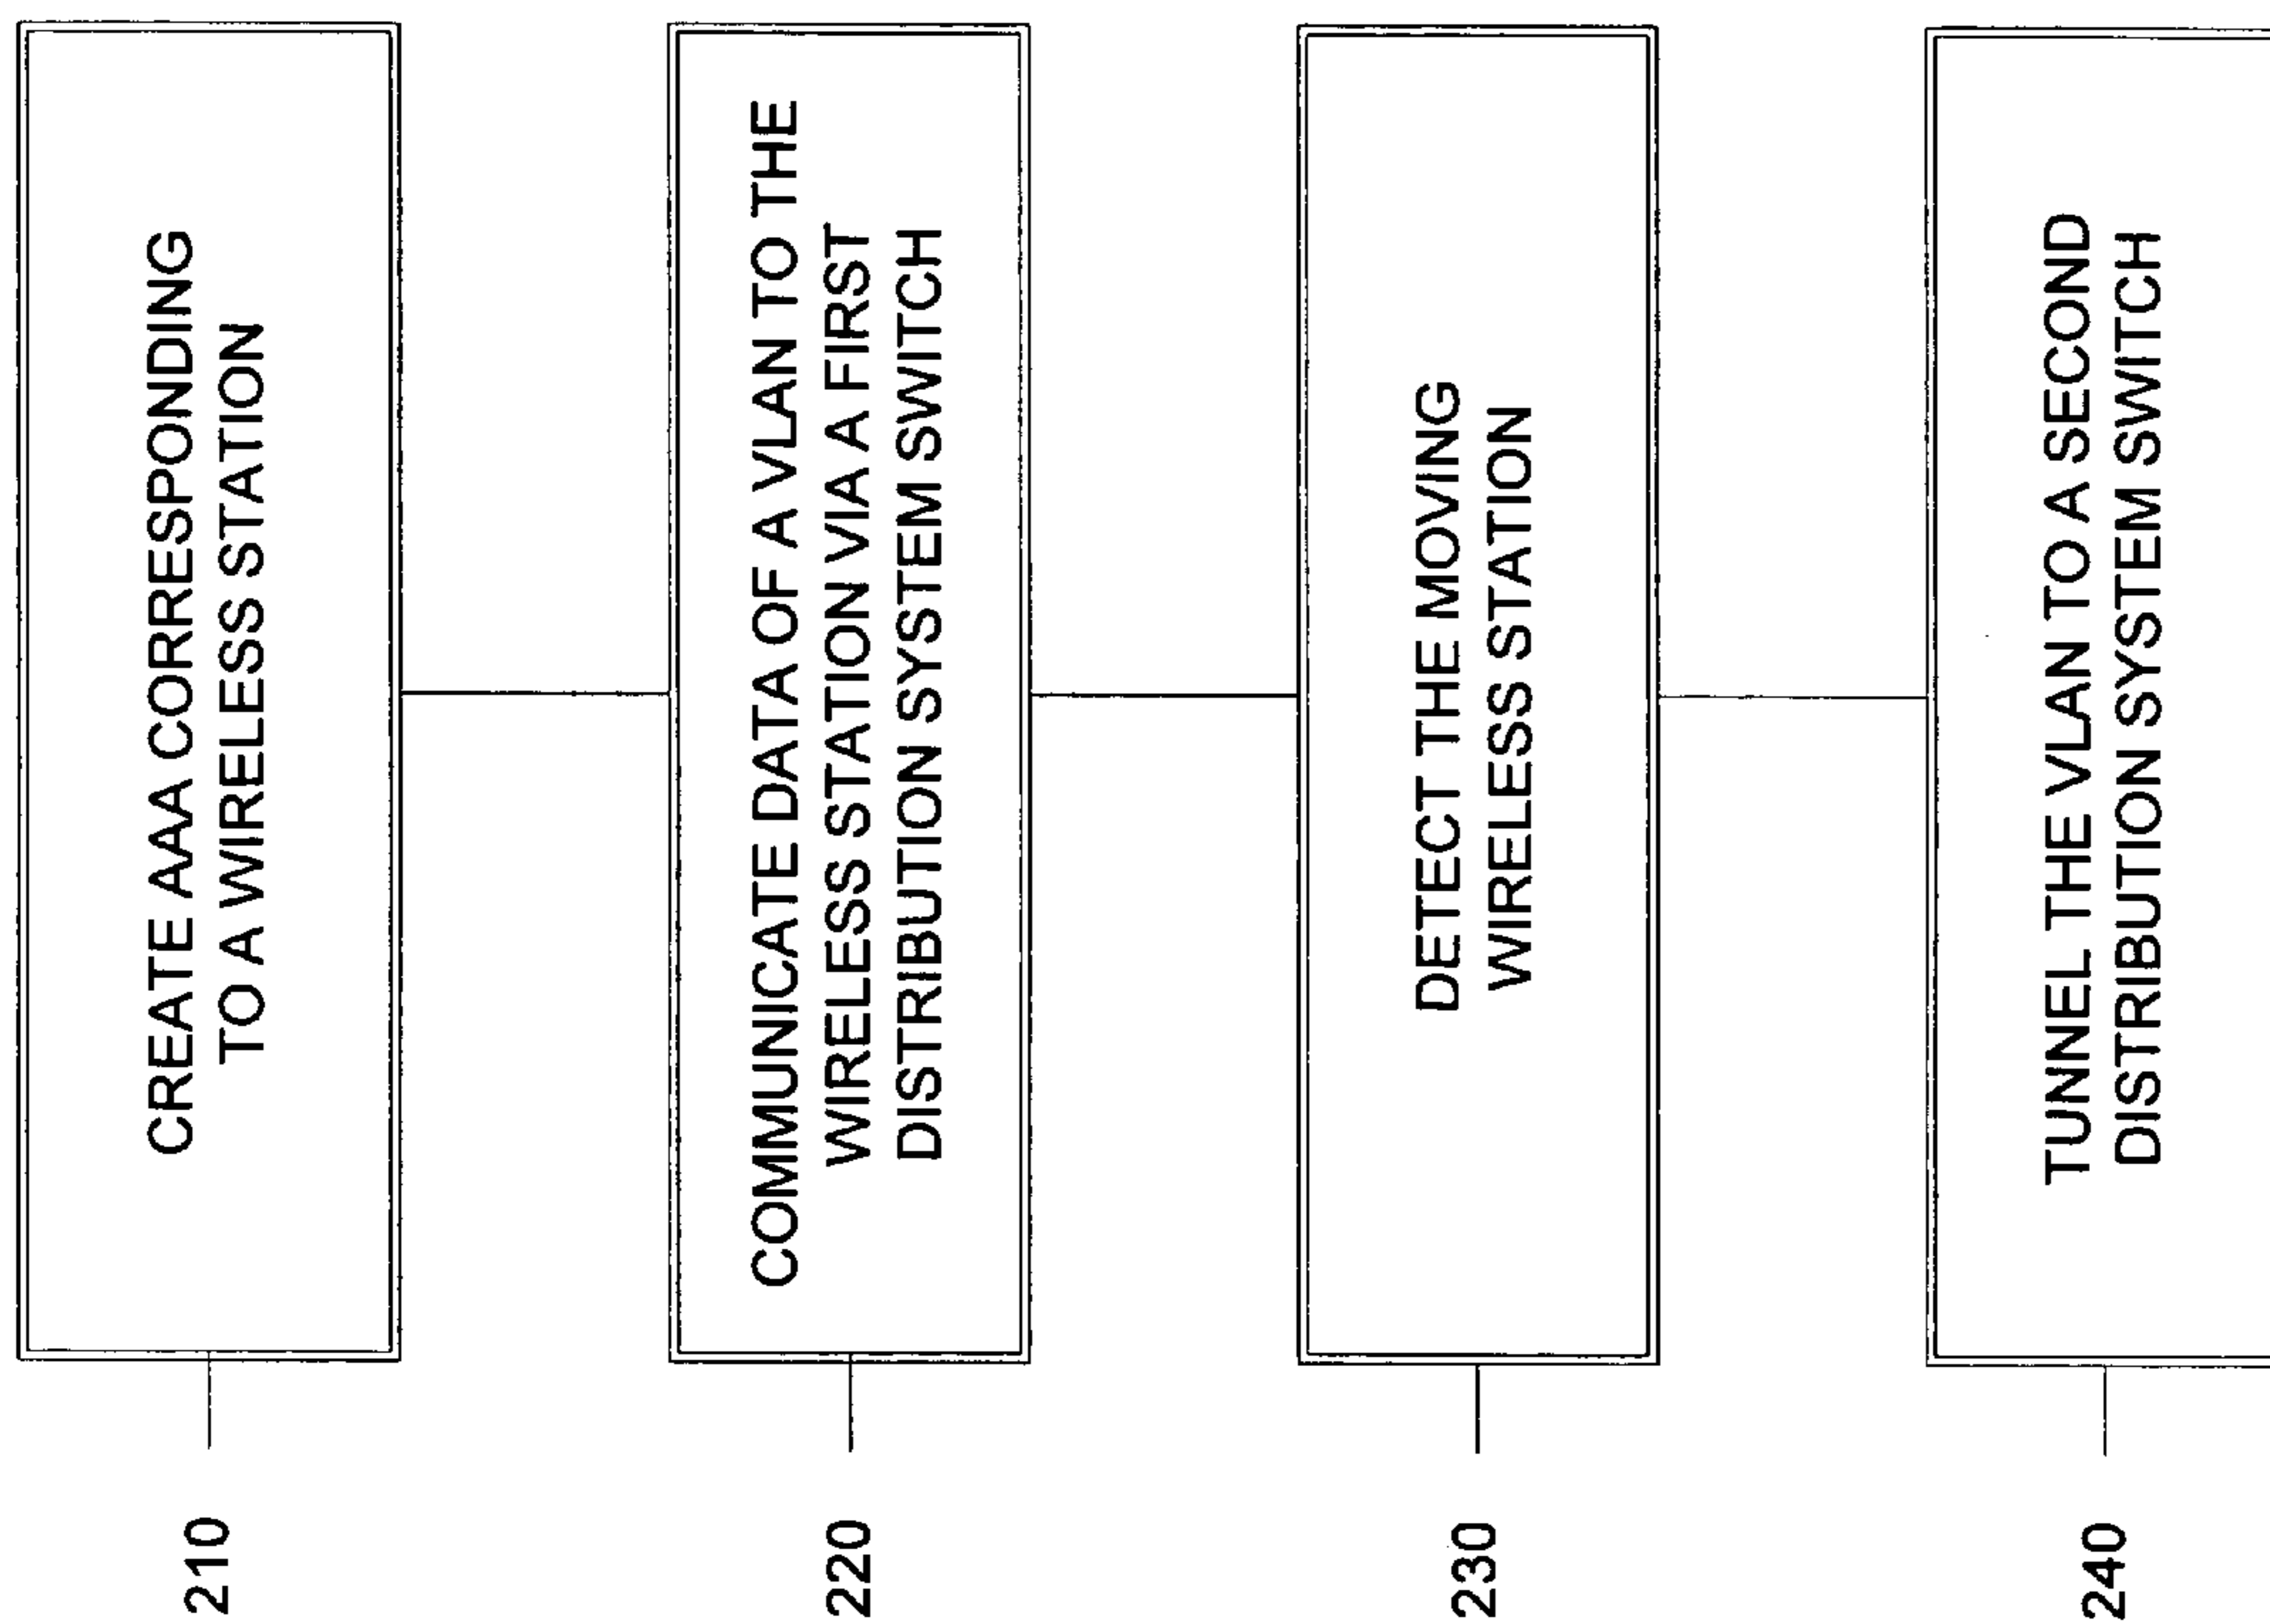 210
CREATE AAA CORRESPONDING
TO A WIRELESS STATION
220
COMMUNICATE DATA OF A VLAN TO THE
WIRELESS STATION VIA A FIRST
DISTRIBUTION SYSTEM SWITCH
230
DETECT THE MOVING
WIRELESS STATION
240
TUNNEL THE VLAN TO A SECOND
DISTRIBUTION SYSTEM SWITCH